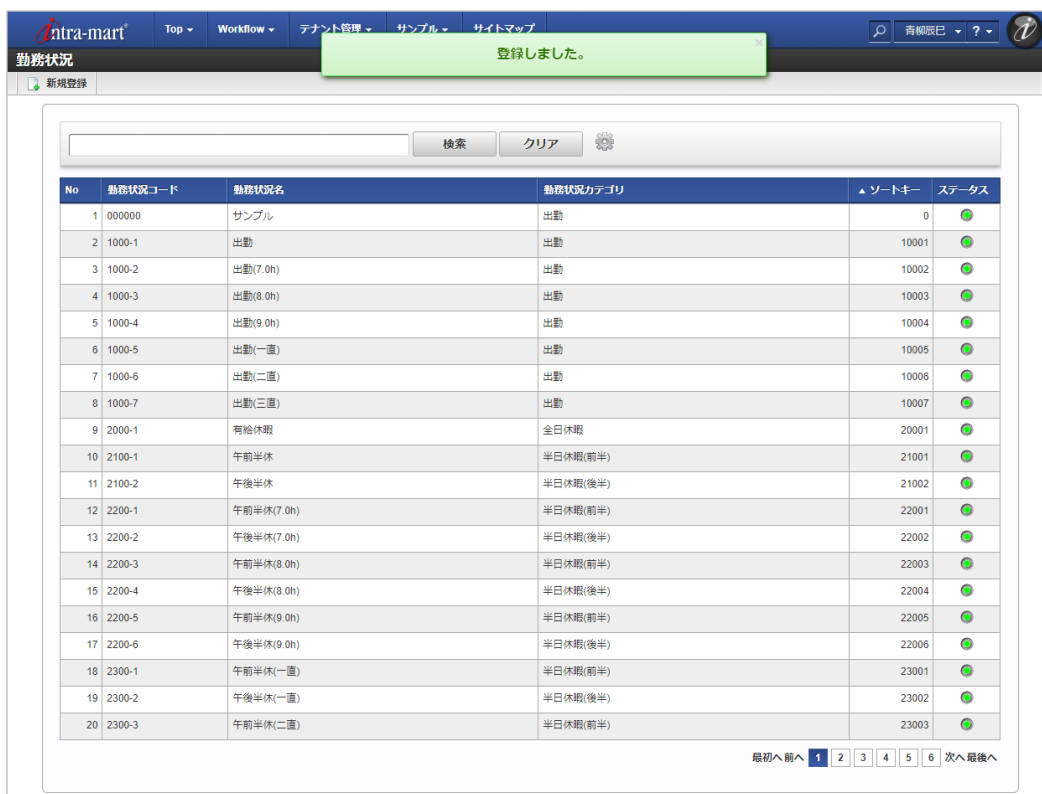 intra-mart® Top Workflow テナント管理 サンプル サイトマップ 青柳辰巳 ?
登録しました。 ×
勤務状況
新規登録
検索 クリア
No 勤務状況コード 勤務状況名 勤務状況カテゴリ ▲ ソートキー ステータス
1 000000 サンプル 出勤 0
2 1000-1 出勤 出勤 10001
3 1000-2 出勤(7.0h) 出勤 10002
4 1000-3 出勤(8.0h) 出勤 10003
5 1000-4 出勤(9.0h) 出勤 10004
6 1000-5 出勤(一直) 出勤 10005
7 1000-6 出勤(二直) 出勤 10006
8 1000-7 出勤(三直) 出勤 10007
9 2000-1 有給休暇 全日休暇 20001
10 2100-1 午前半休 半日休暇(前半) 21001
11 2100-2 午後半休 半日休暇(後半) 21002
12 2200-1 午前半休(7.0h) 半日休暇(前半) 22001
13 2200-2 午後半休(7.0h) 半日休暇(後半) 22002
14 2200-3 午前半休(8.0h) 半日休暇(前半) 22003
15 2200-4 午後半休(8.0h) 半日休暇(後半) 22004
16 2200-5 午前半休(9.0h) 半日休暇(前半) 22005
17 2200-6 午後半休(9.0h) 半日休暇(後半) 22006
18 2300-1 午前半休(一直) 半日休暇(前半) 23001
19 2300-2 午後半休(一直) 半日休暇(後半) 23002
20 2300-3 午前半休(二直) 半日休暇(前半) 23003
最初へ 前へ 1 2 3 4 5 6 次へ 最後へ